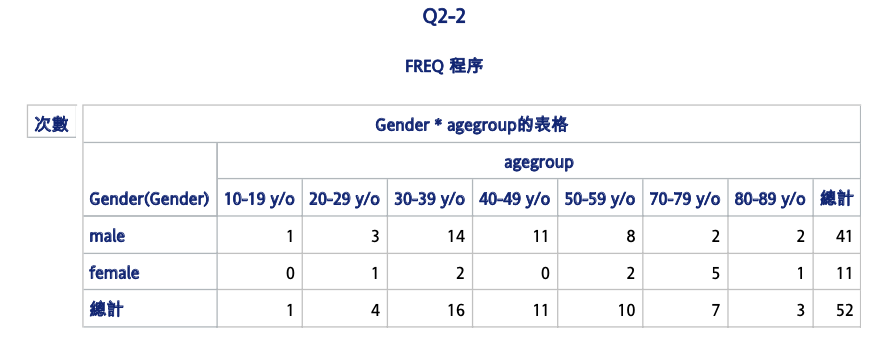 Q2-2
FREQ 程序
次數
Gender * agegroup的表格
agegroup
Gender(Gender) 10-19 y/o 20-29 y/o 30-39 y/o 40-49 y/o 50-59 y/o 70-79 y/o 80-89 y/o 總計
male 1 3 14 11 8 2 2 41
female 0 1 2 0 2 5 1 11
總計 1 4 16 11 10 7 3 52